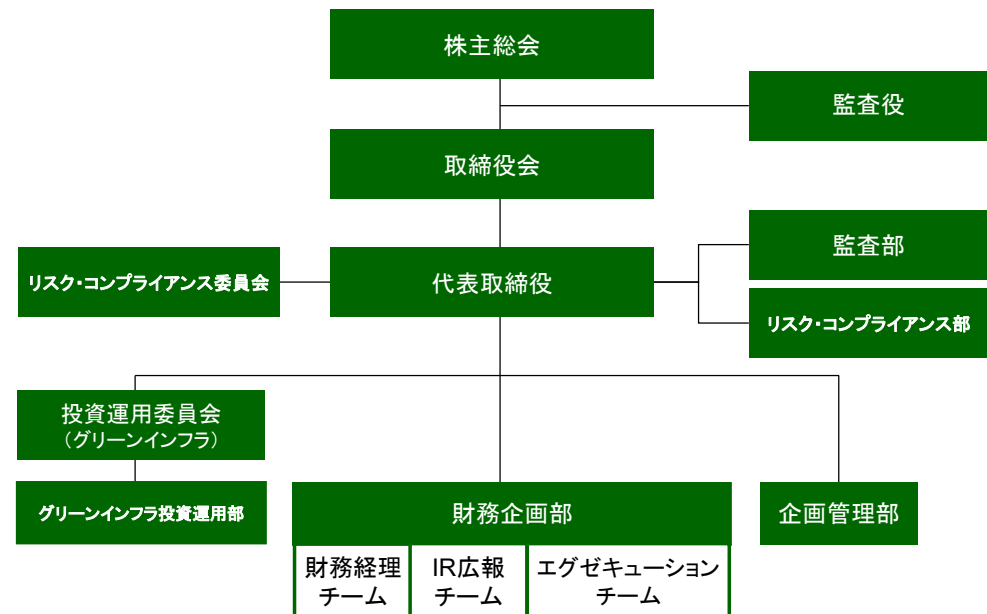 株主総会
監査役
取締役会
監査部
リスク・コンプライアンス委員会
代表取締役
リスク・コンプライアンス部
投資運用委員会
（グリーンインフラ）
グリーンインフラ投資運用部
財務企画部
企画管理部
財務経理
チーム
IR広報
チーム
エグゼキューション
チーム